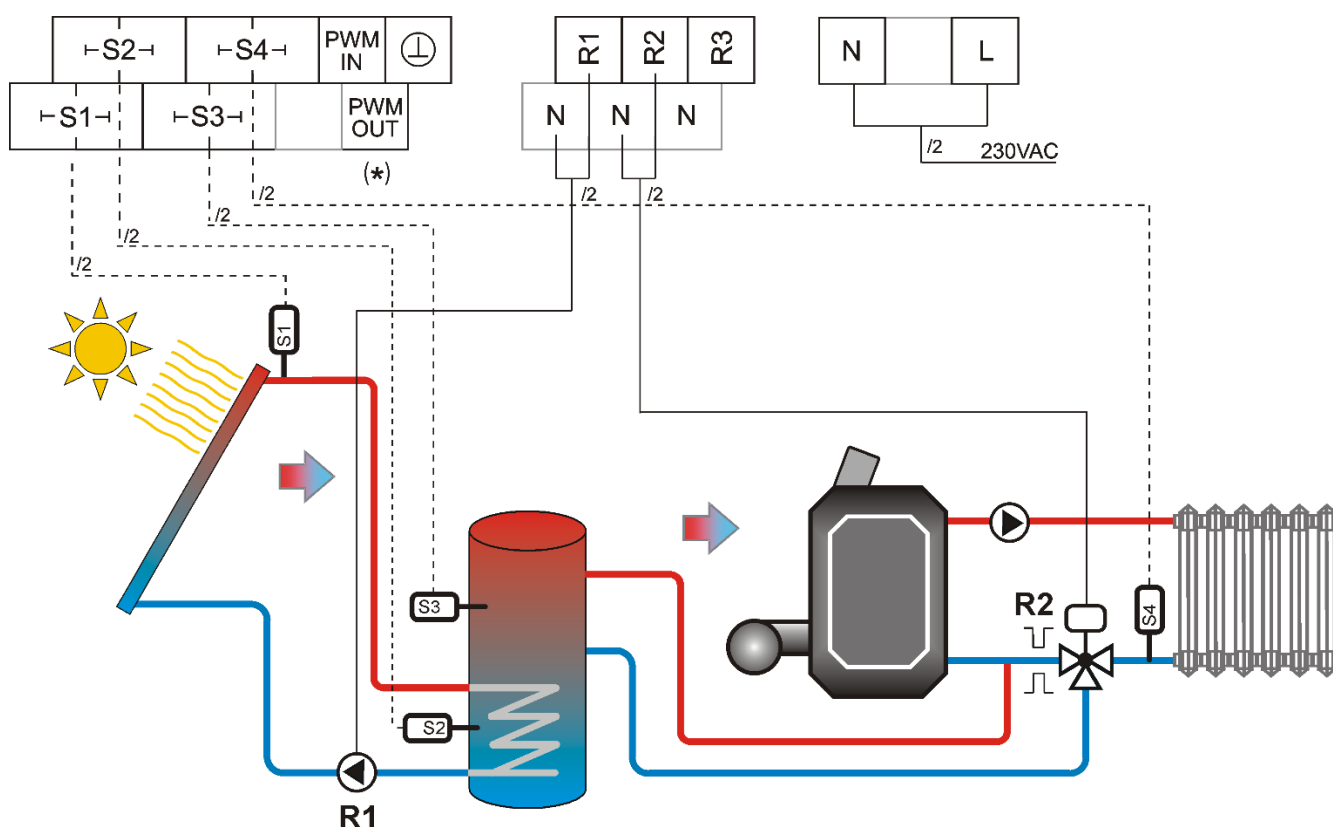 ⊢S2⊣ ⊢S4⊣ PWM IN
⊢S1⊣ ⊢S3⊣ PWM OUT
(*)
R1 R2 R3
N N N
N L
/2 230VAC
/2
/2
/2
/2
/2
/2
S1
S3
S2
S4
R2
R1